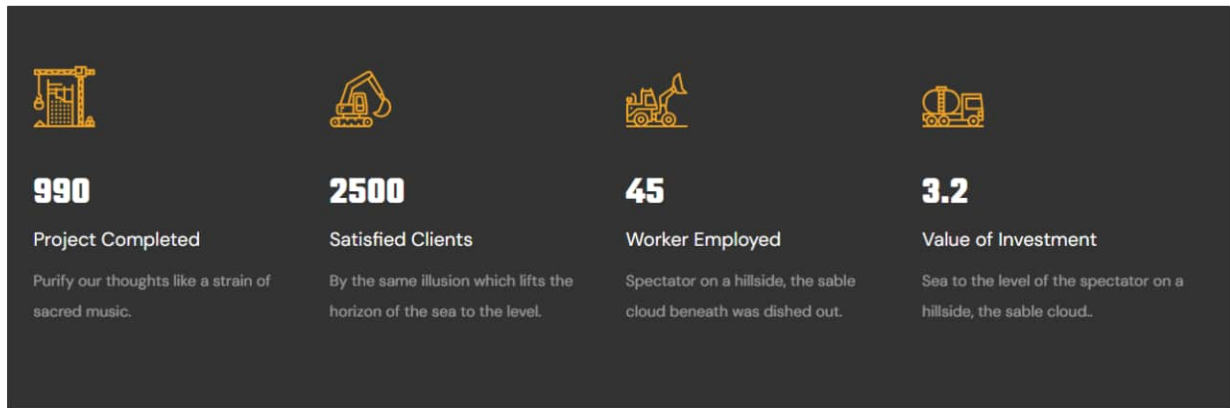 990
Project Completed
Purify our thoughts like a strain of
sacred music.
2500
Satisfied Clients
By the same illusion which lifts the
horizon of the sea to the level.
45
Worker Employed
Spectator on a hillside, the sable
cloud beneath was dished out.
3.2
Value of Investment
Sea to the level of the spectator on a
hillside, the sable cloud..